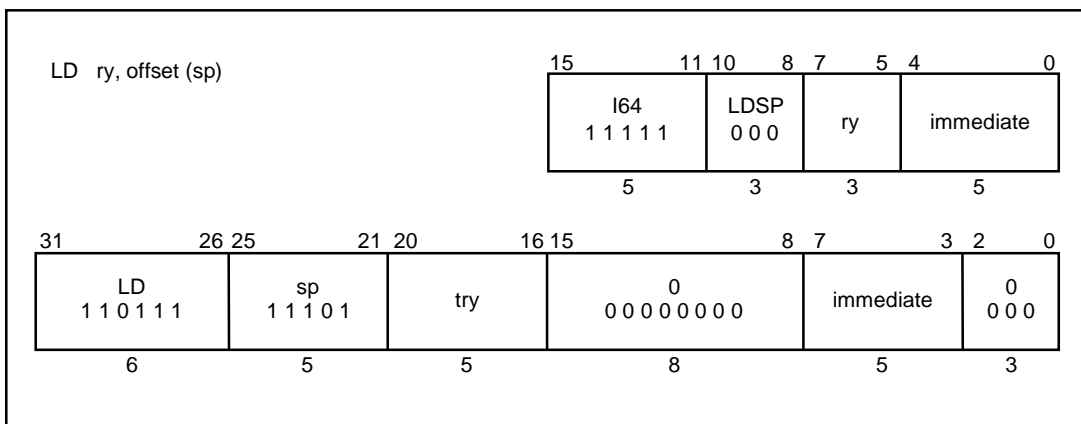 LD ry, offset (sp)
15 11 10 8 7 5 4 0
I64 LDSP ry immediate
1 1 1 1 1 0 0 0
5 3 3 5
31 26 25 21 20 16 15 8 7 3 2 0
LD sp try 0 immediate 0
1 1 0 1 1 1 1 1 1 0 1 0 0 0 0 0 0 0 0 0 0 0
6 5 5 8 5 3